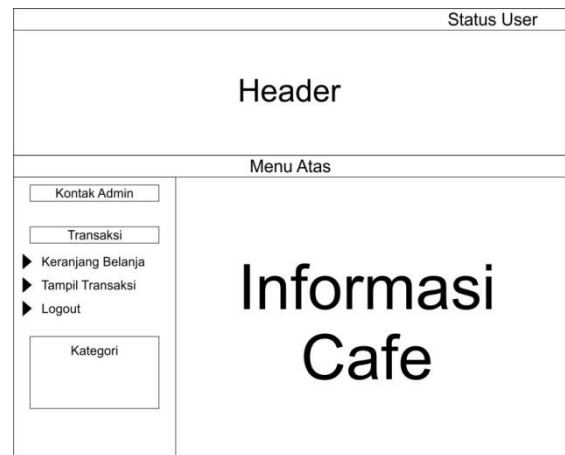 Status User
Header
Menu Atas
Kontak Admin
Transaksi
Keranjang Belanja
Tampil Transaksi
Logout
Kategori
Informasi
Cafe